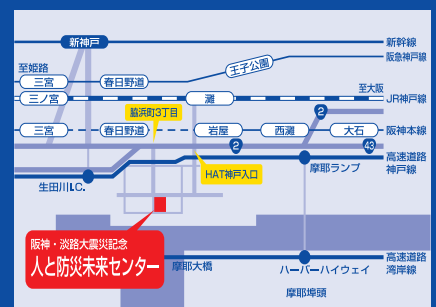 新神戸
新幹線
阪急神戸線
王子公園
至姫路
三宮
春日野道
至大阪
三ノ宮
灘
JR神戸線
脇浜町3丁目
2
三宮
春日野道
岩屋
西灘
大石
阪神本線
2
43
高速道路
神戸線
摩耶ランプ
HAT神戸入口
生田川I.C.
阪神・淡路大震災記念
人と防災未来センター
摩耶大橋
ハーバーハイウェイ
高速道路
湾岸線
摩耶埠頭